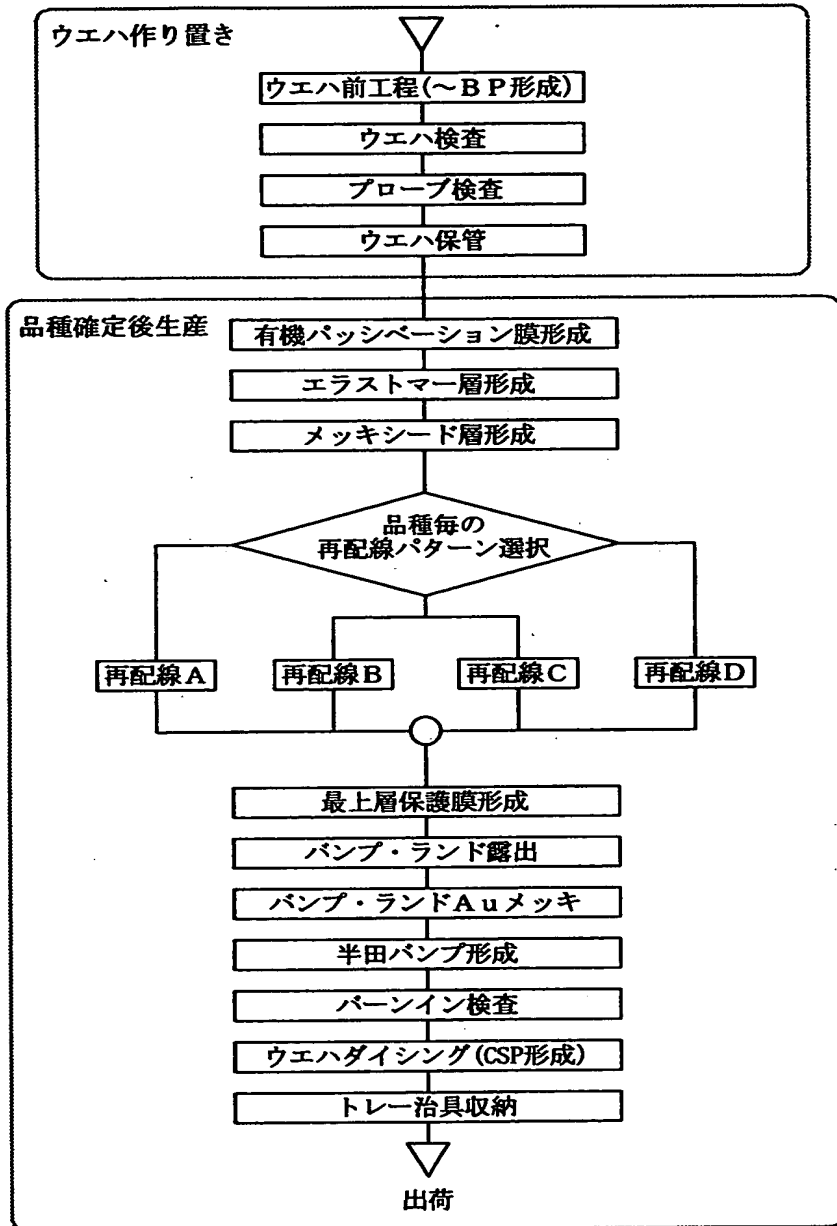 ウエハ作り置き
ウエハ前工程(～BP形成)
ウエハ検査
プローブ検査
ウエハ保管
品種確定後生産
有機パッシベーション膜形成
エラストマー層形成
メッキシード層形成
品種毎の
再配線パターン選択
再配線A
再配線B
再配線C
再配線D
最上層保護膜形成
バンプ・ランド露出
バンプ・ランドAuメッキ
半田バンプ形成
バーンイン検査
ウエハダイシング(CSP形成)
トレー治具収納
出荷